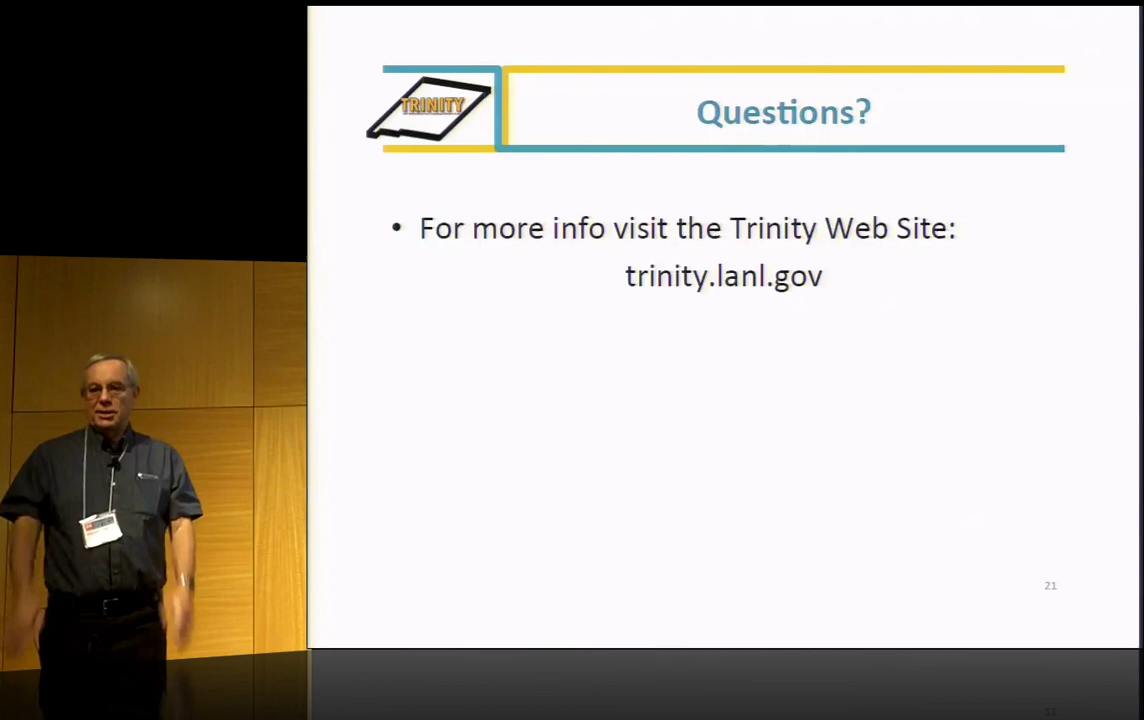 TRINITY
Questions?
• For more info visit the Trinity Web Site:
trinity.lanl.gov
21